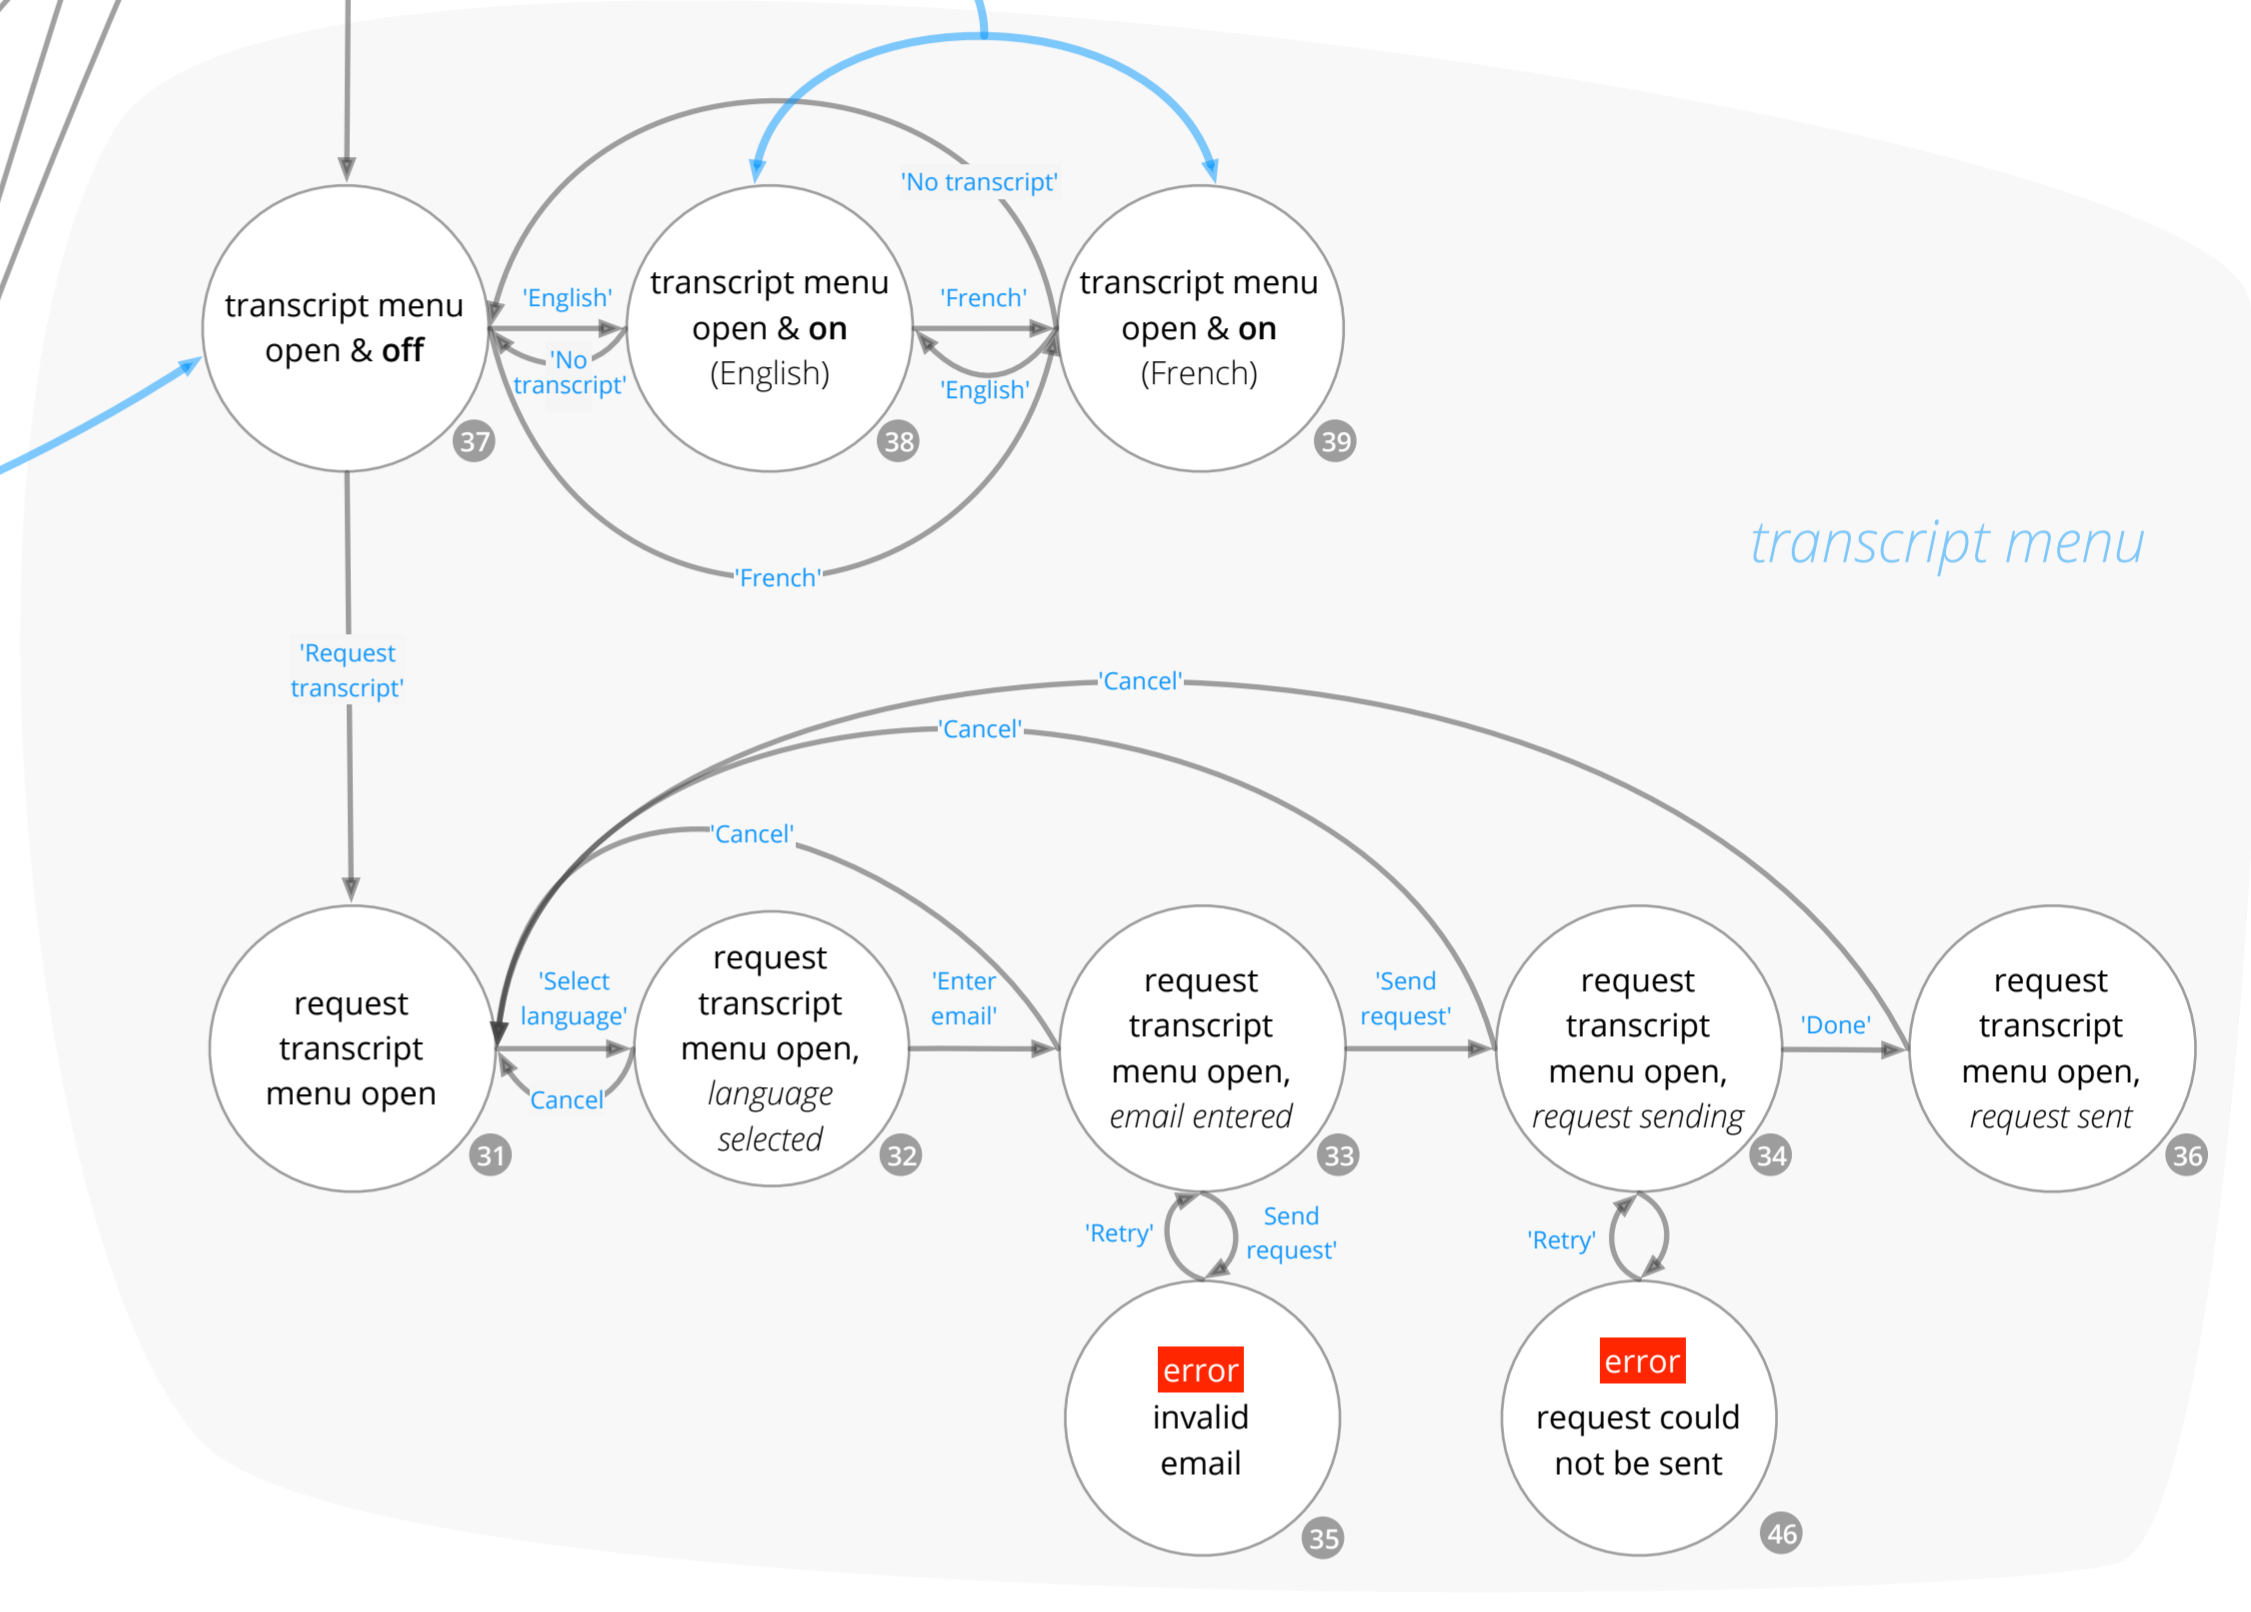 'No transcript'
transcript menu
open & off
37
'English'
'No
transcript'
transcript menu
open & on
(English)
38
'French'
'English'
transcript menu
open & on
(French)
39
'French'
transcript menu
'Request
transcript'
'Cancel'
'Cancel'
'Cancel'
request
transcript
menu open
31
'Select
language'
Cancel
request
transcript
menu open,
language
selected
32
'Enter
email'
request
transcript
menu open,
email entered
33
'Send
request'
request
transcript
menu open,
request sending
34
'Done'
request
transcript
menu open,
request sent
36
'Retry'
Send
request'
'Retry'
error
invalid
email
35
error
request could
not be sent
46